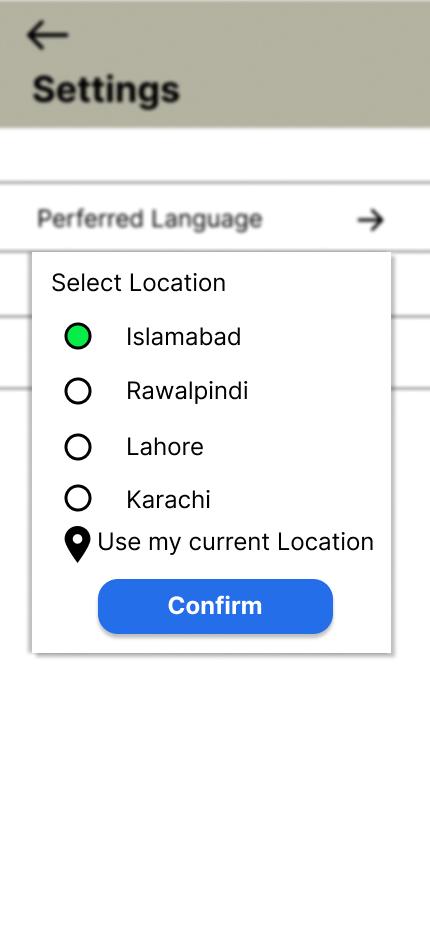 Settings
Perferred Language
Select Location
Islamabad
Rawalpindi
Lahore
Karachi
Use my current Location
Confirm